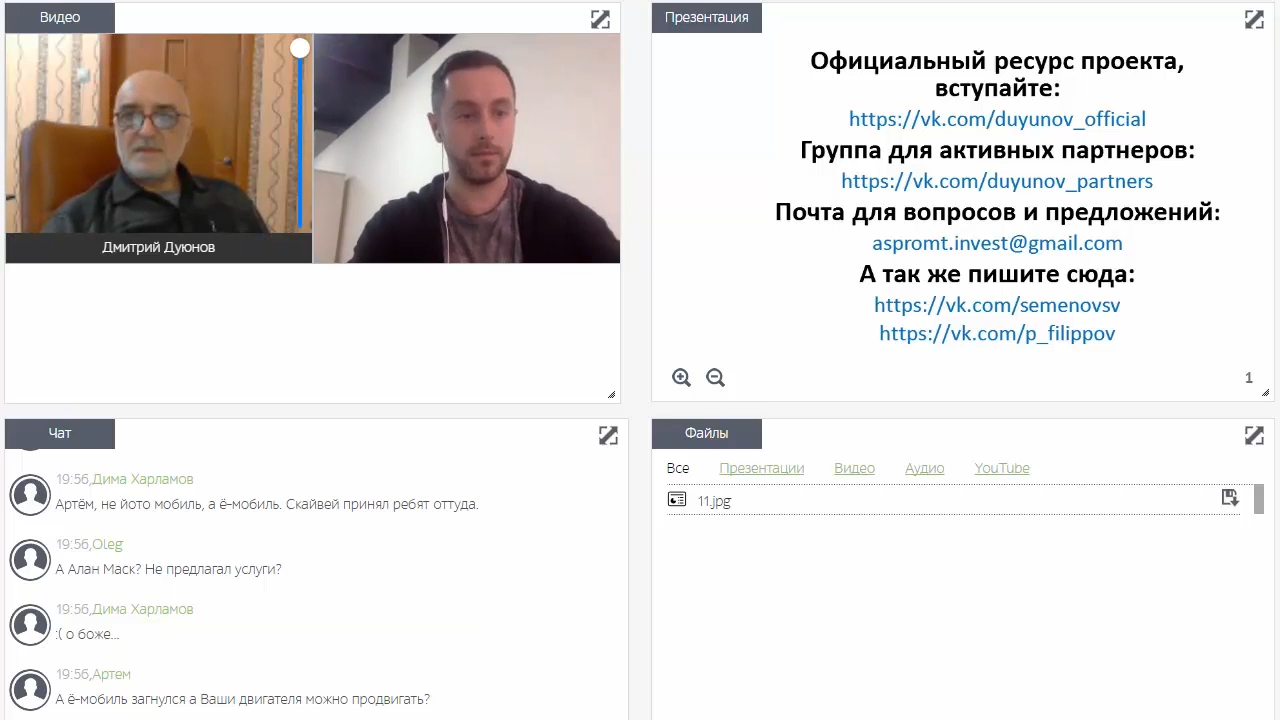 Видео
Дмитрий Дуюнов
Презентация
Официальный ресурс проекта,
вступайте:
https://vk.com/duyunov_official
Группа для активных партнеров:
https://vk.com/duyunov_partners
Почта для вопросов и предложений:
aspromt.invest@gmail.com
А так же пишите сюда:
https://vk.com/semenovsv
https://vk.com/p_filippov
1
Чат
19:56,Дима Харламов
Артём, не йото мобиль, а ё-мобиль. Скайвей принял ребят оттуда.
19:56,Oleg
А Алан Маск? Не предлагал услуги?
19:56,Дима Харламов
:( о боже...
19:56,Артем
А ё-мобиль загнулся а Ваши двигателя можно продвигать?
Файлы
Все Презентации Видео Аудио YouTube
11.jpg